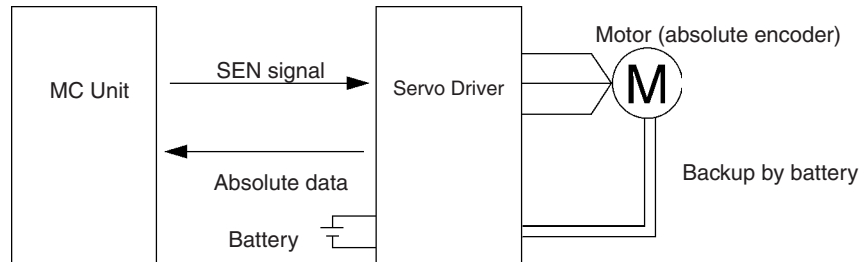 Motor (absolute encoder)
SEN signal
MC Unit
Servo Driver
M
Absolute data
Backup by battery
Battery